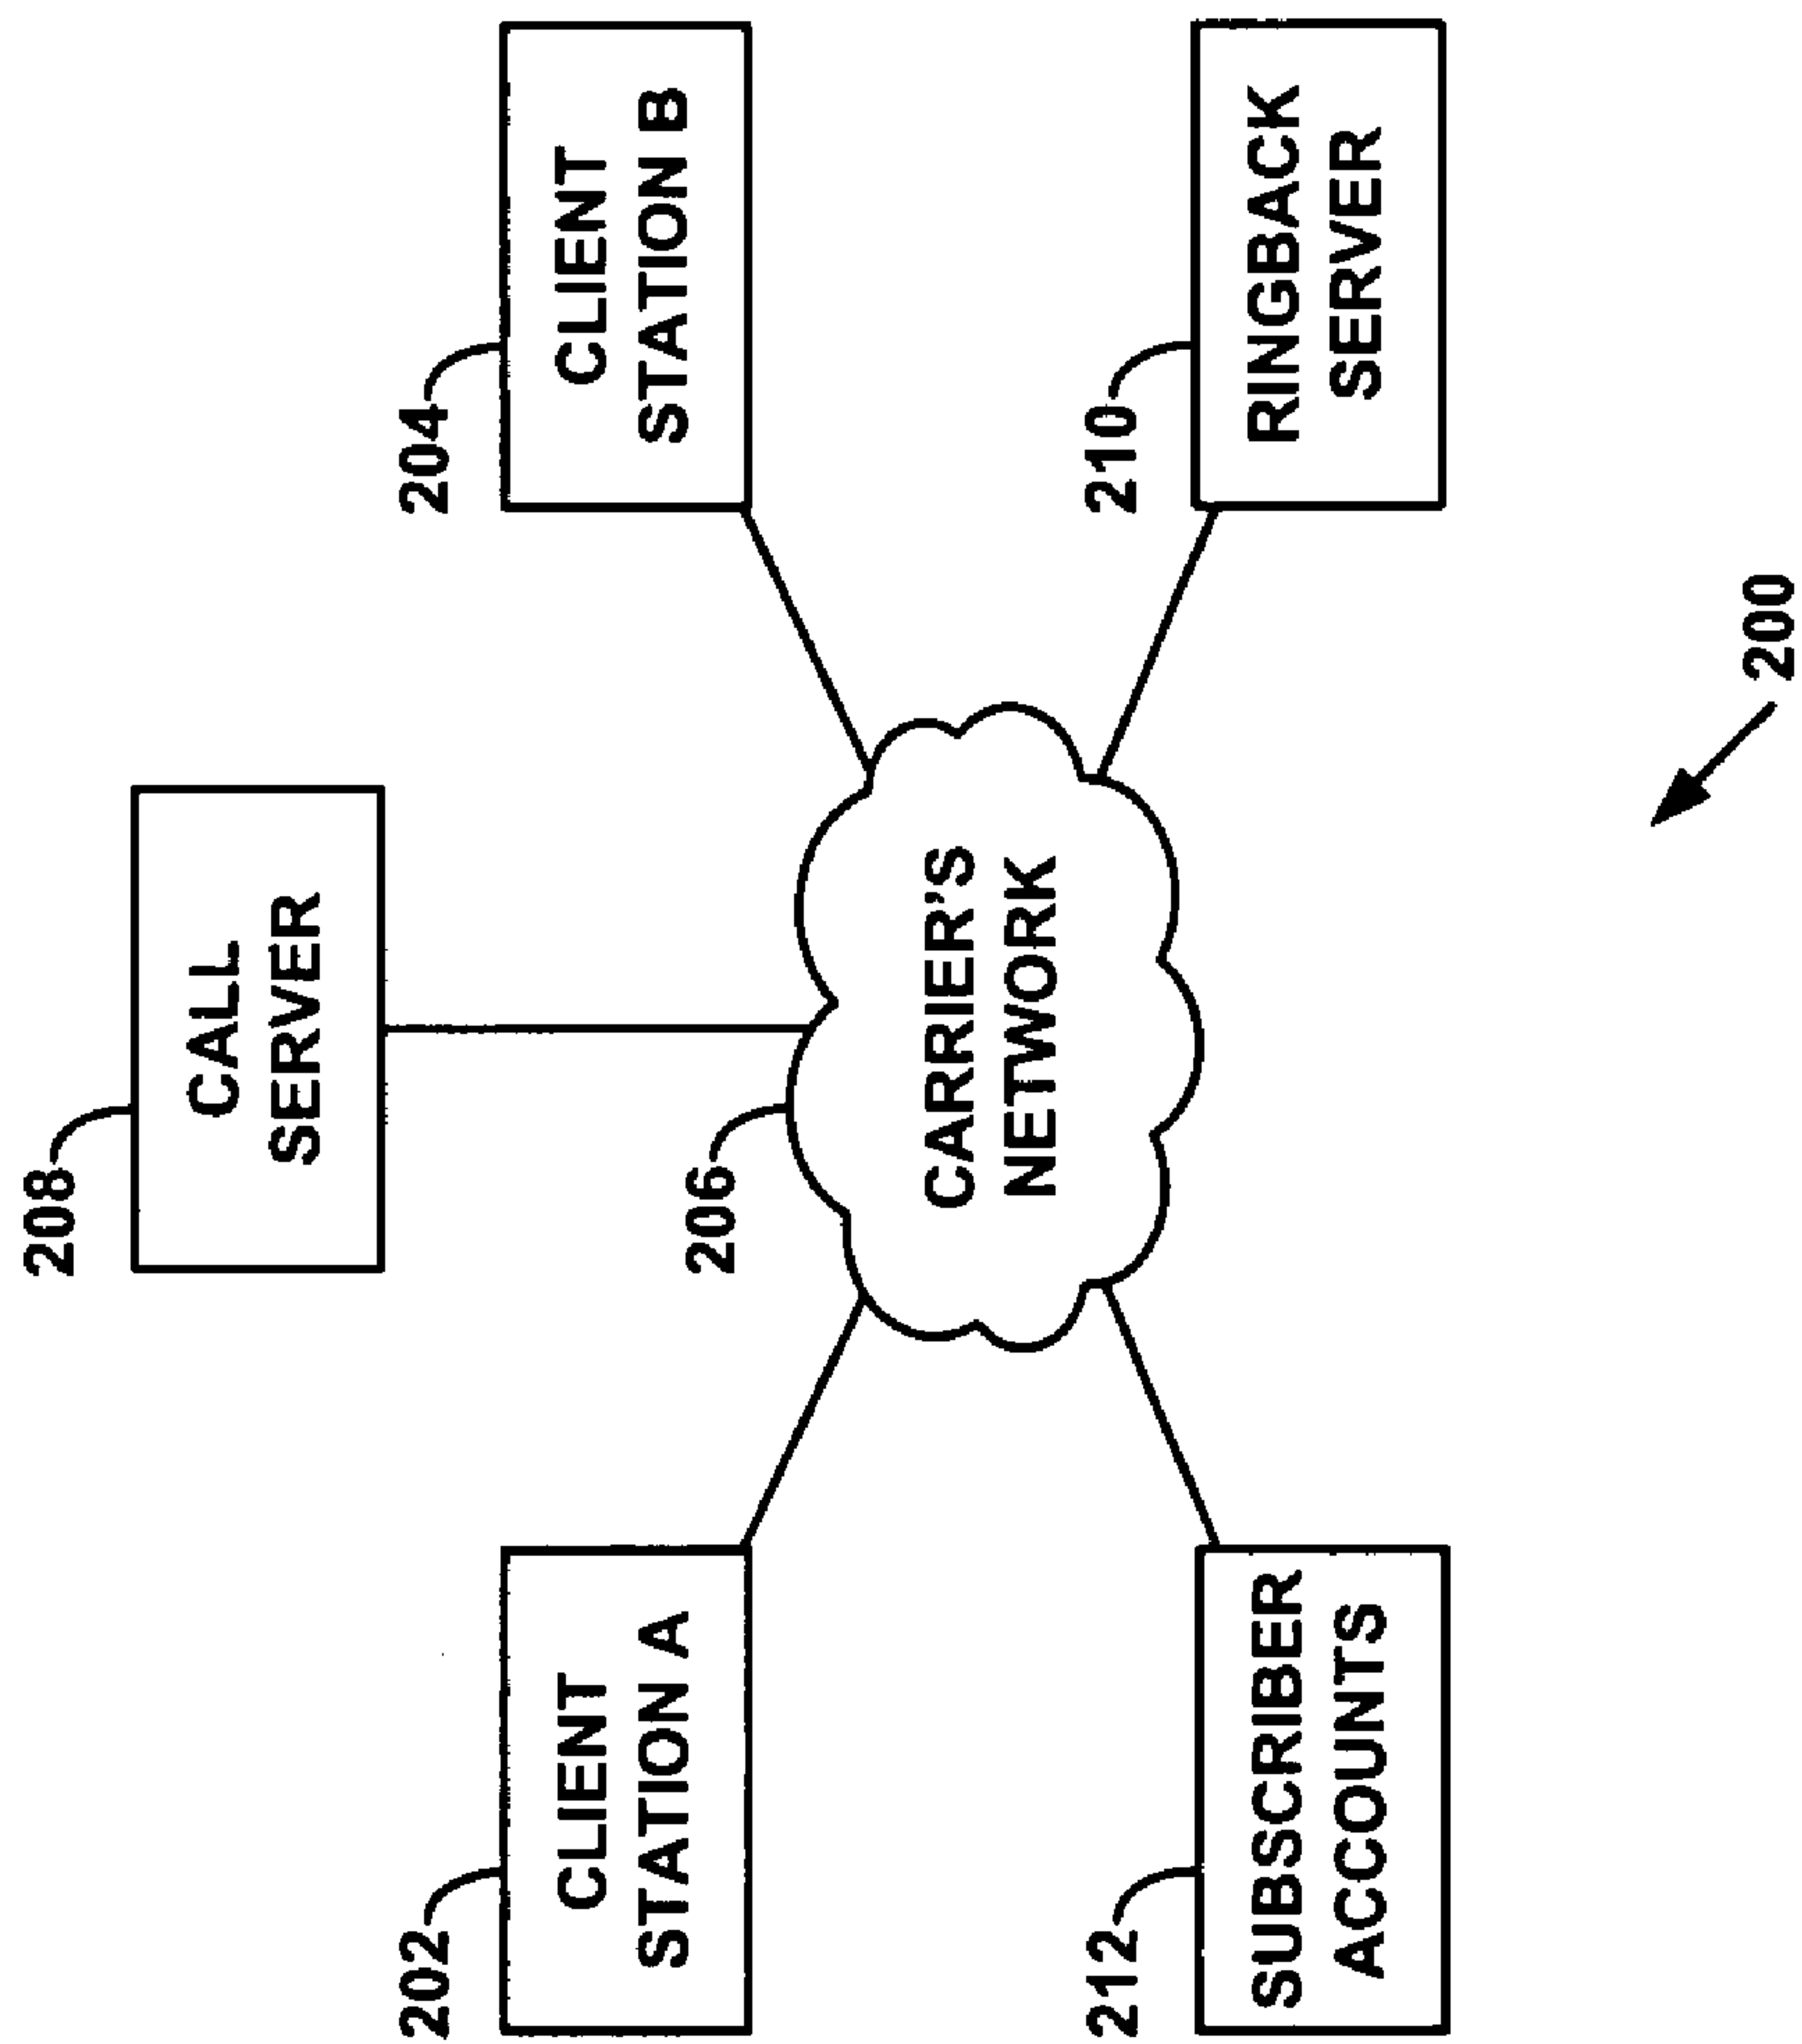 208
CALL
SERVER
202
CLIENT
STATION A
204
CLIENT
STATION B
206
CARRIER'S
NETWORK
212
SUBSCRIBER
ACCOUNTS
210
RINGBACK
SERVER
200